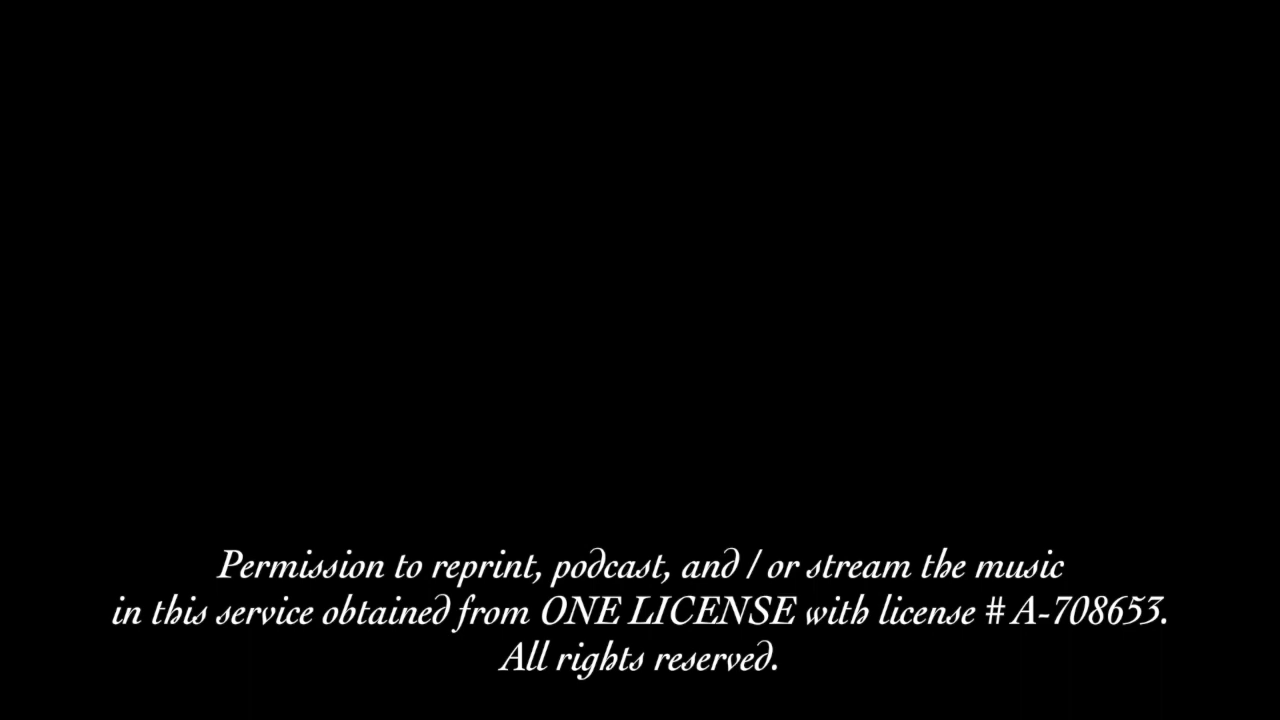 Permission to reprint, podcast, and / or stream the music
in this service obtained from ONE LICENSE with license # A-708653.
All rights reserved.